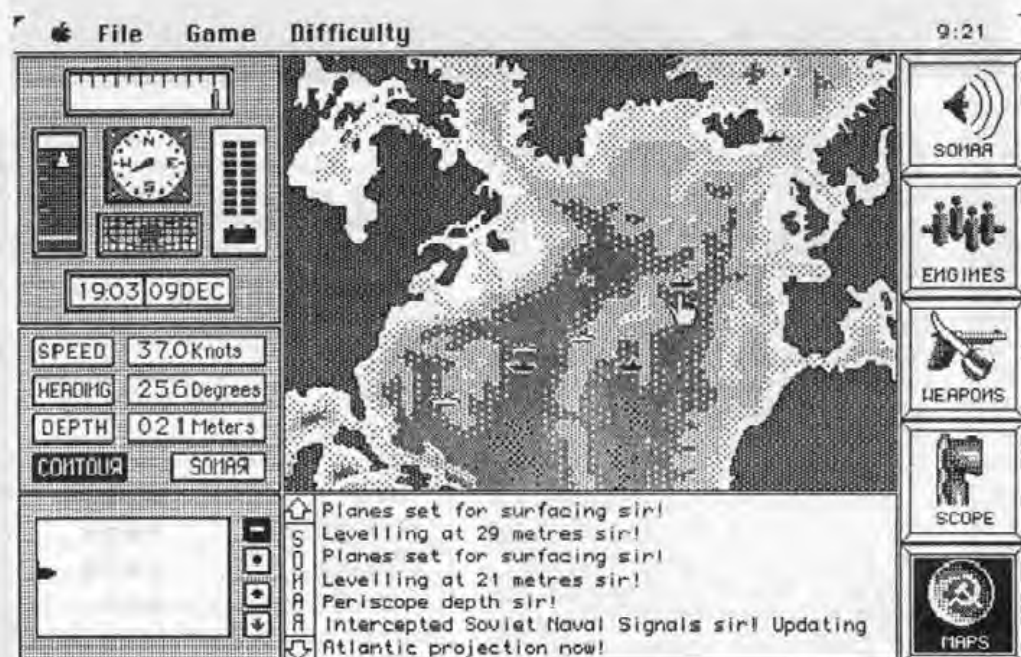 File Game Difficulty 9:21
N
W E
S
19:03 09DEC
SPEED 37.0 Knots
HEADING 256 Degrees
DEPTH 021 Meters
CONTOUR SONAR
Planes set for surfacing sir!
Levelling at 29 metres sir!
Planes set for surfacing sir!
Levelling at 21 metres sir!
Periscope depth sir!
Intercepted Soviet Naval Signals sir! Updating
Atlantic projection now!
SONAR
SONAR
ENGINES
WEAPONS
SCOPE
MAPS